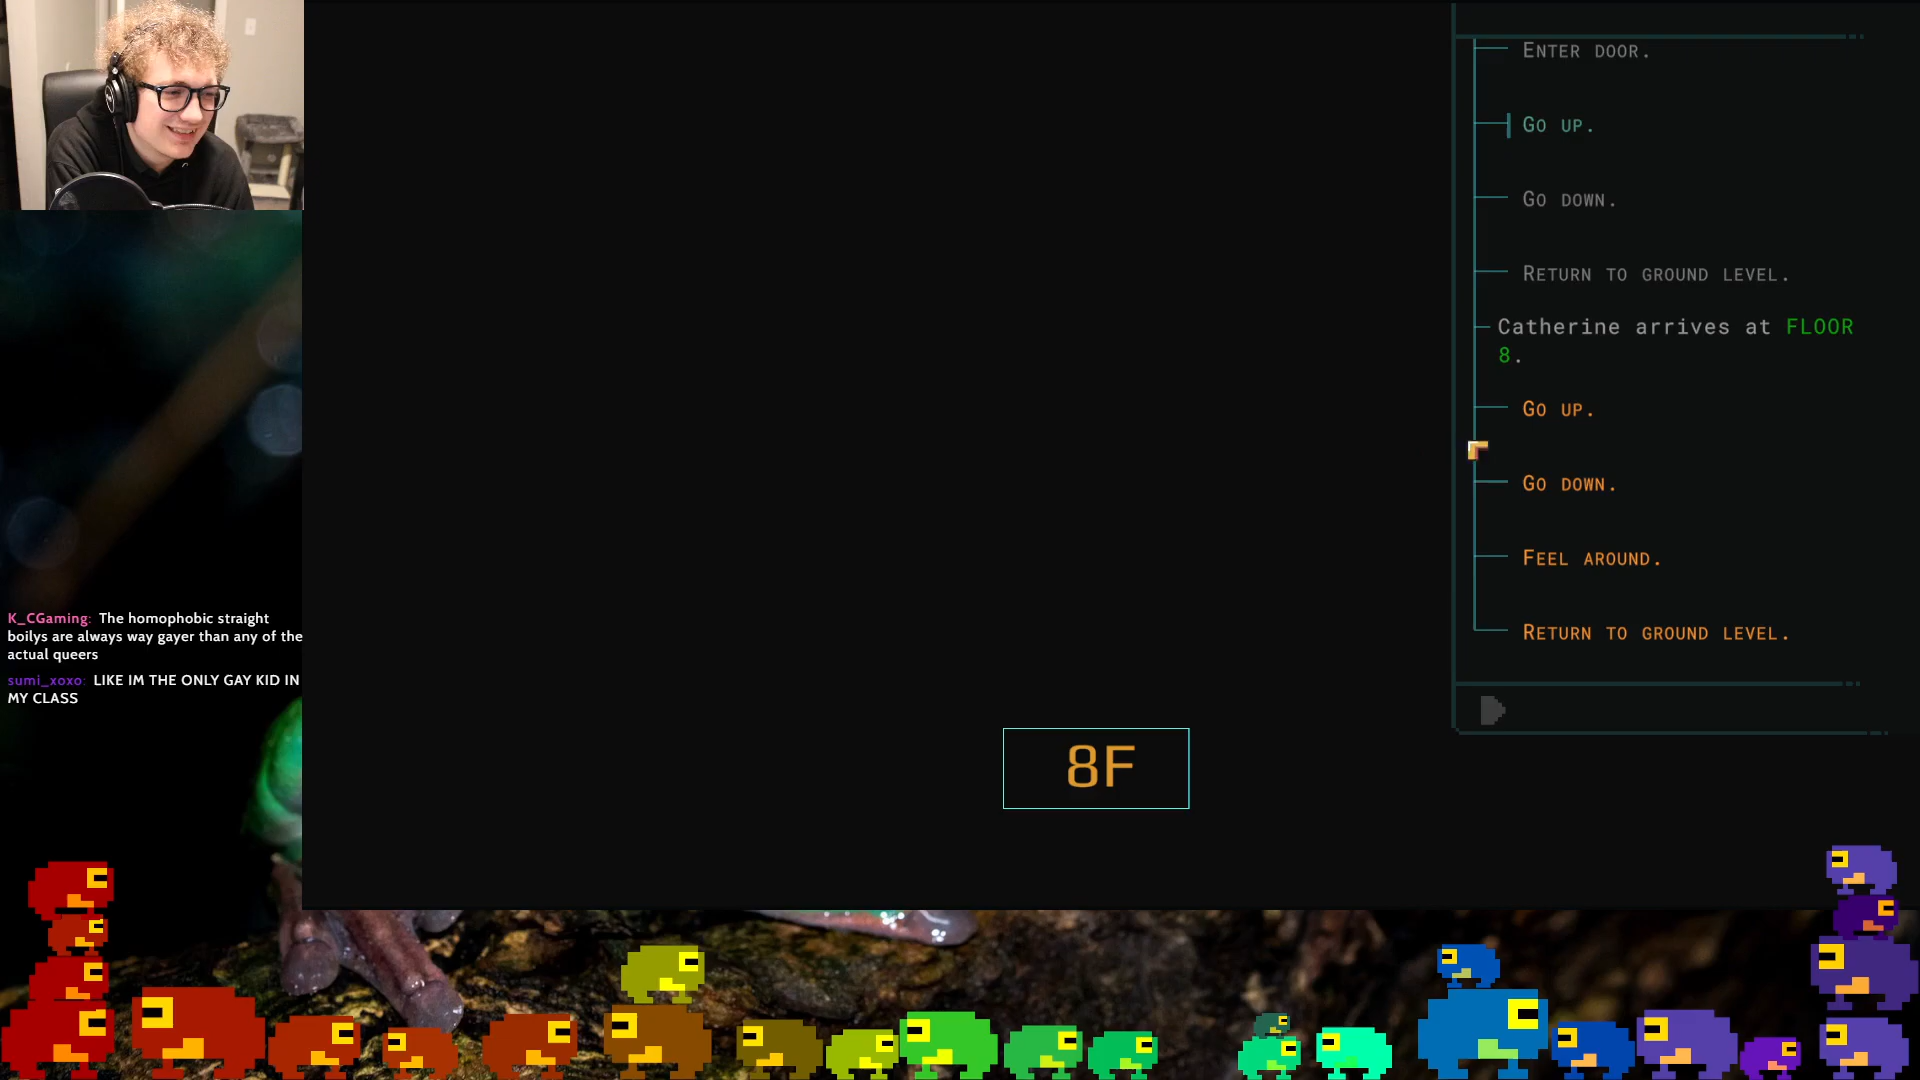 ENTER DOOR.
GO UP.
GO DOWN.
RETURN TO GROUND LEVEL.
Catherine arrives at FLOOR
8.
GO UP.
GO DOWN.
FEEL AROUND.
RETURN TO GROUND LEVEL.
K_CGaming: The homophobic straight
boilys are always way gayer than any of the
actual queers
sumi_xoxo: LIKE IM THE ONLY GAY KID IN
MY CLASS
8F